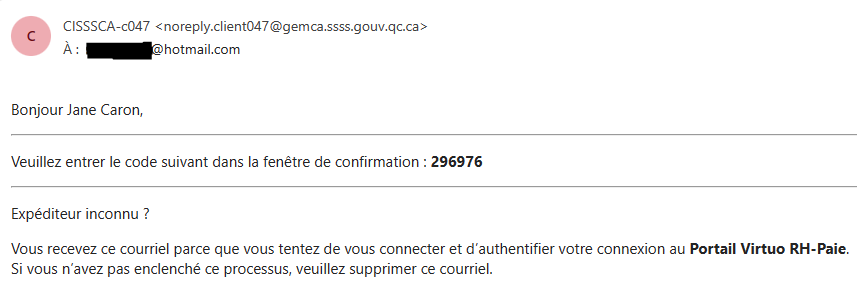 C
CISSSCA-c047 <noreply.client047@gemca.ssss.gouv.qc.ca>
À : @hotmail.com
Bonjour Jane Caron,
Veuillez entrer le code suivant dans la fenêtre de confirmation : 296976
Expéditeur inconnu ?
Vous recevez ce courriel parce que vous tentez de vous connecter et d’authentifier votre connexion au Portail Virtuo RH-Paie.
Si vous n’avez pas enclenché ce processus, veuillez supprimer ce courriel.